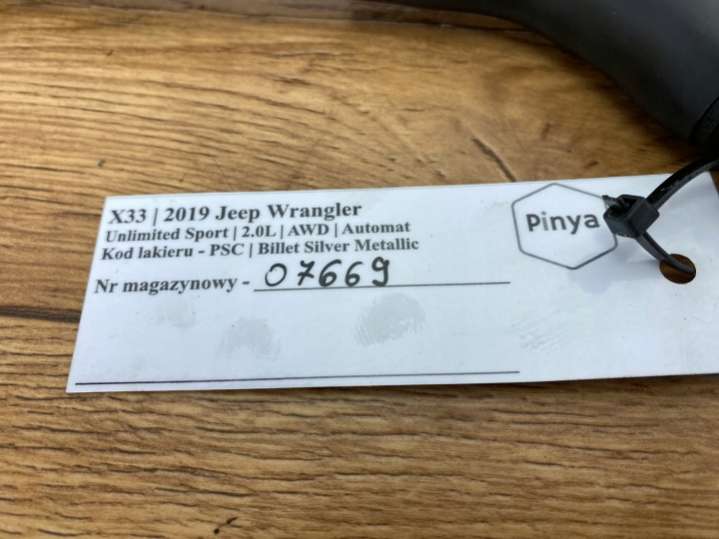 X33 | 2019 Jeep Wrangler
Unlimited Sport | 2.0L | AWD | Automat
Kod lakieru - PSC | Billet Silver Metallic
Nr magazynowy - 07669
Pinya